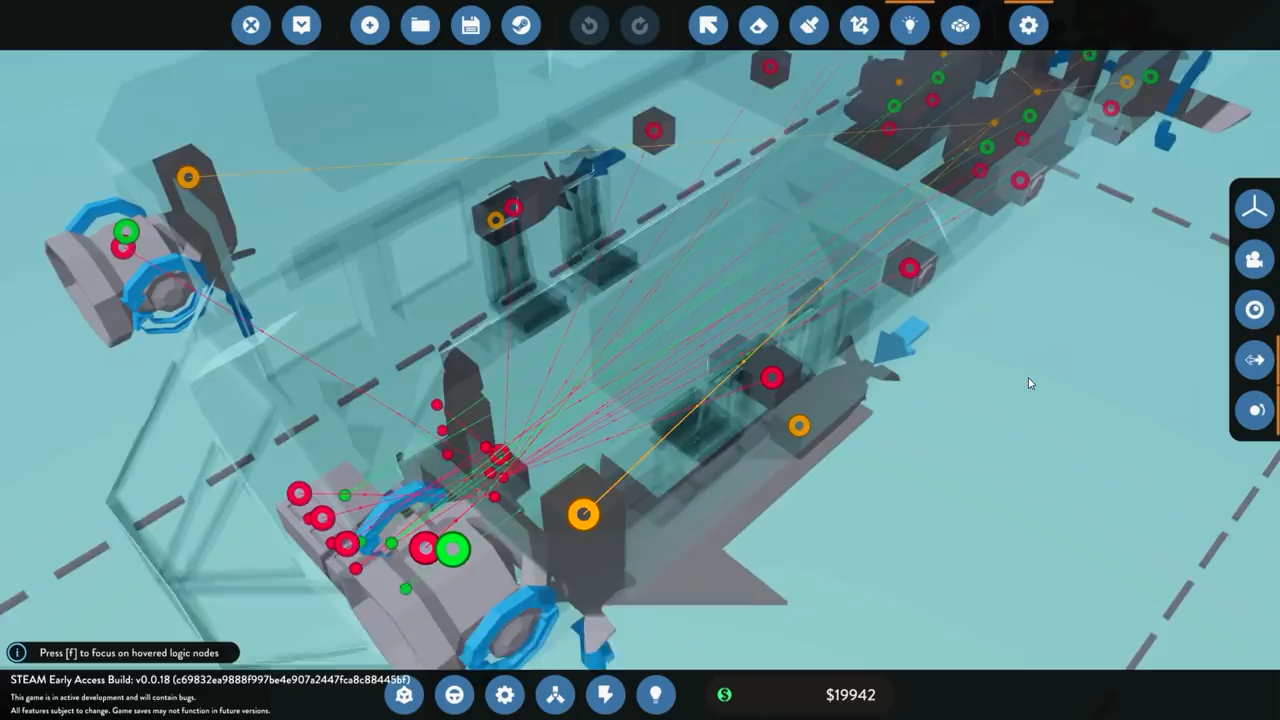 Press [f] to focus on hovered logic nodes
STEAM Early Access Build: v0.0.18 (c69832ea9888f997be4e907a2447fca8c88445bf)
This game is in active development and will contain bugs.
All features subject to change. Game saves may not function in future versions.
$ $19942